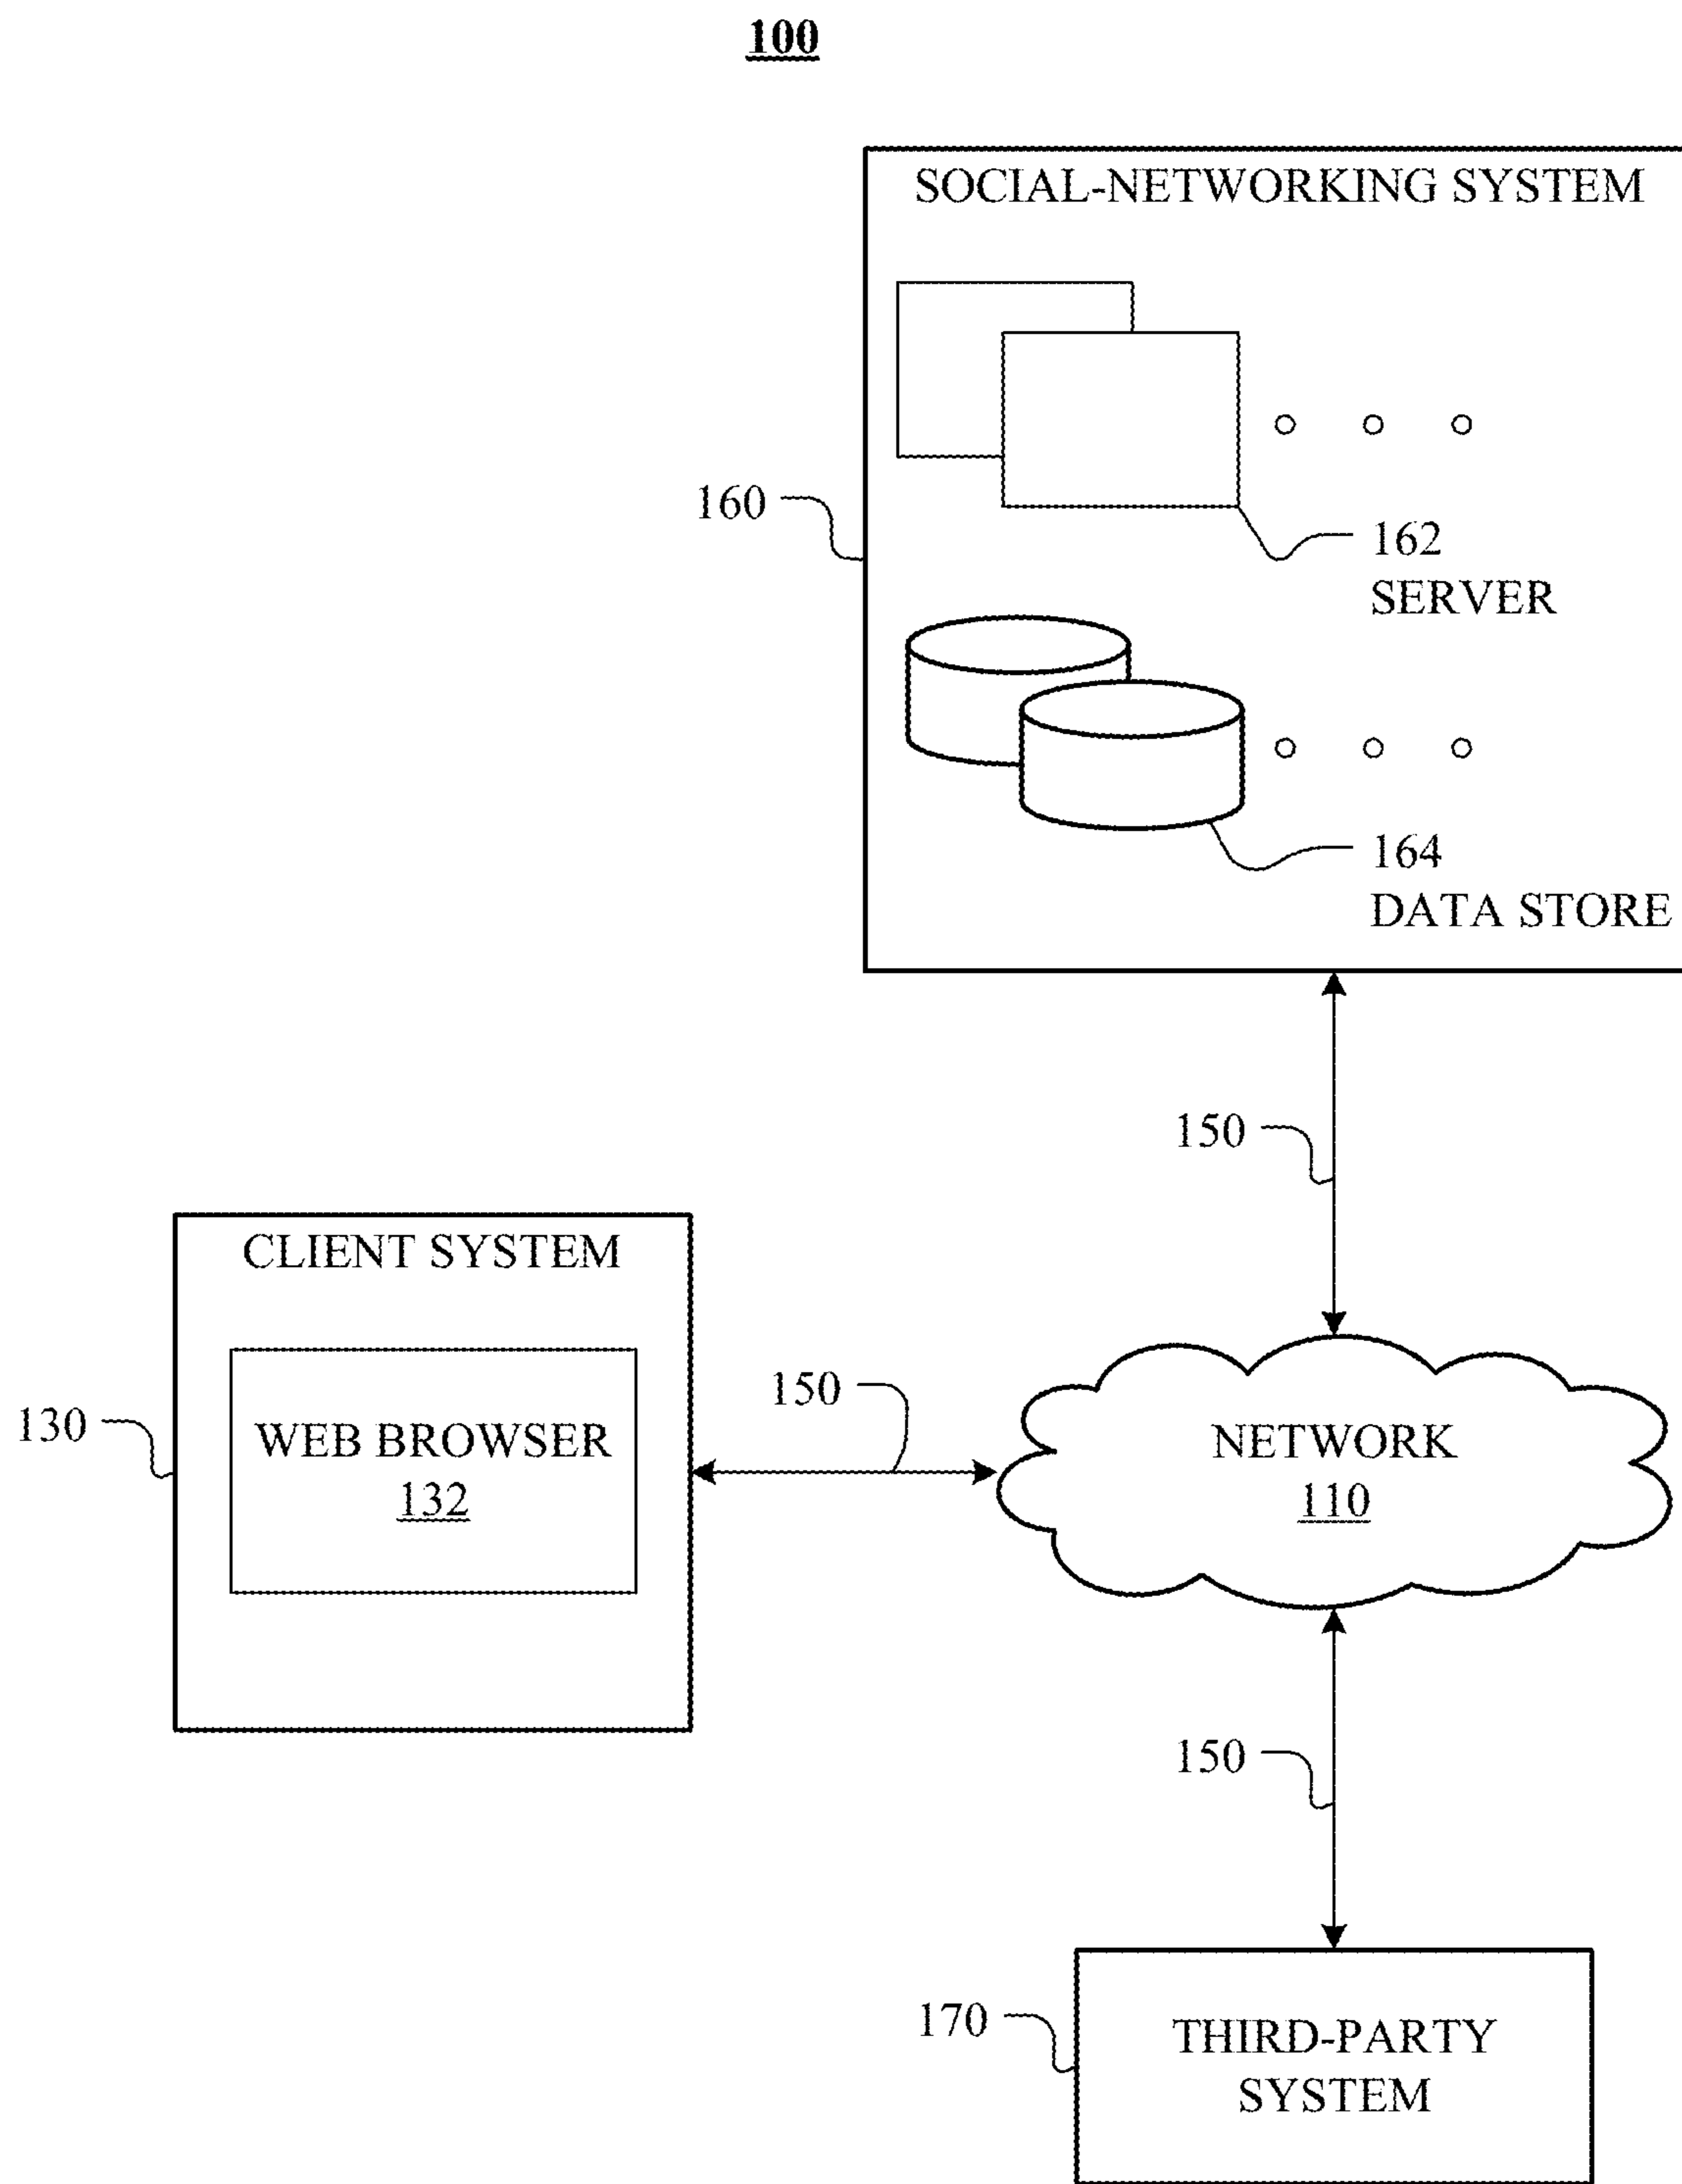 100
SOCIAL-NETWORKING SYSTEM
160
162
SERVER
164
DATA STORE
150
CLIENT SYSTEM
130
WEB BROWSER
132
150
NETWORK
110
150
170
THIRD-PARTY
SYSTEM